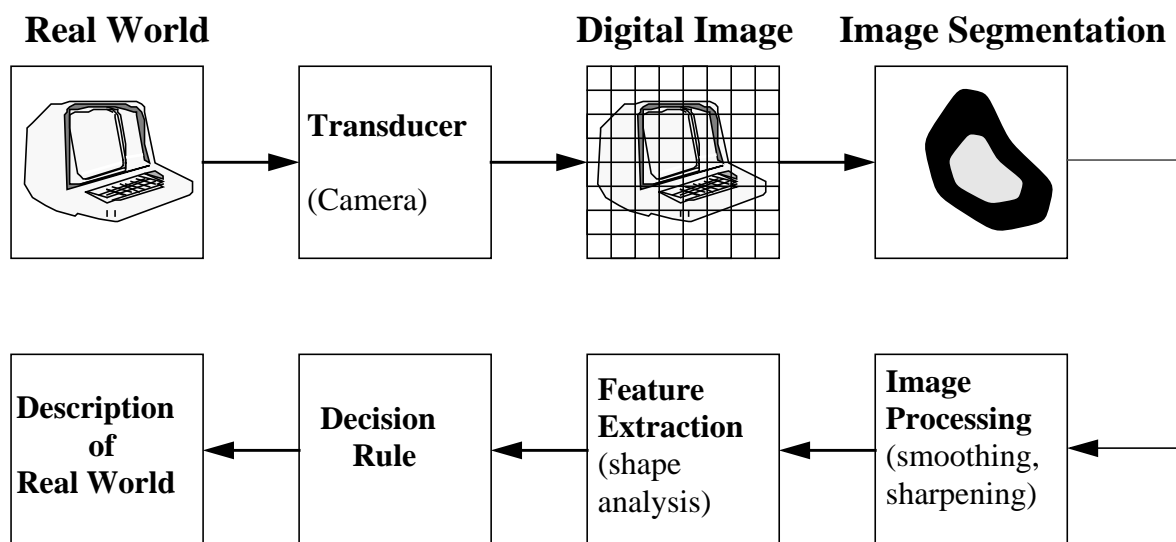 Real World
Digital Image
Image Segmentation
Transducer
(Camera)
Description
of
Real World
Decision
Rule
Feature
Extraction
(shape
analysis)
Image
Processing
(smoothing,
sharpening)